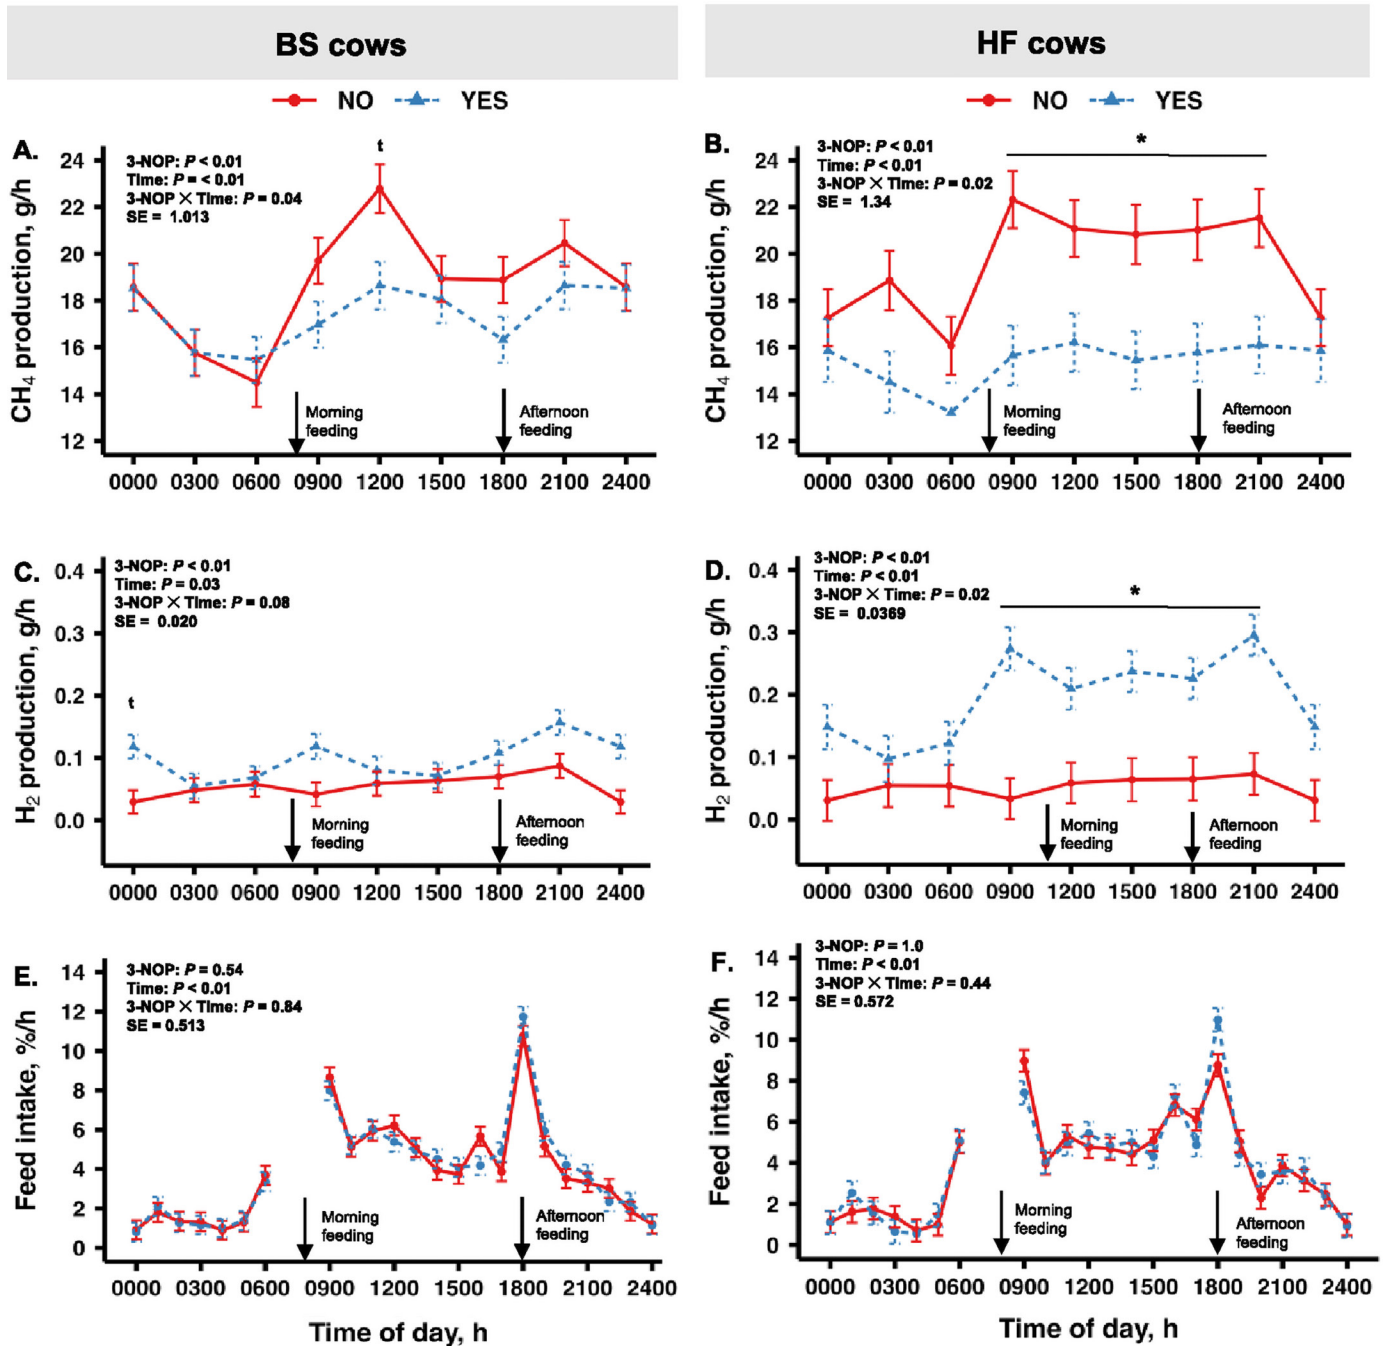 BS cows
HF cows
NO YES
NO YES
A.
3-NOP: P < 0.01
Time: P = < 0.01
3-NOP × Time: P = 0.04
SE = 1.013
t
CH4 production, g/h
24
22
20
18
16
14
12
Morning
feeding
Afternoon
feeding
0000 0300 0600 0900 1200 1500 1800 2100 2400
B.
3-NOP: P < 0.01
Time: P < 0.01
3-NOP × Time: P = 0.02
SE = 1.34
*
CH4 production, g/h
24
22
20
18
16
14
12
Morning
feeding
Afternoon
feeding
0000 0300 0600 0900 1200 1500 1800 2100 2400
C.
3-NOP: P < 0.01
Time: P = 0.03
3-NOP × Time: P = 0.08
SE = 0.020
t
H2 production, g/h
0.4
0.3
0.2
0.1
0.0
Morning
feeding
Afternoon
feeding
0000 0300 0600 0900 1200 1500 1800 2100 2400
D.
3-NOP: P < 0.01
Time: P < 0.01
3-NOP × Time: P = 0.02
SE = 0.0369
*
H2 production, g/h
0.4
0.3
0.2
0.1
0.0
Morning
feeding
Afternoon
feeding
0000 0300 0600 0900 1200 1500 1800 2100 2400
E.
3-NOP: P = 0.54
Time: P < 0.01
3-NOP × Time: P = 0.84
SE = 0.513
Feed intake, %/h
14
12
10
8
6
4
2
0
Morning
feeding
Afternoon
feeding
0000 0300 0600 0900 1200 1500 1800 2100 2400
Time of day, h
F.
3-NOP: P = 1.0
Time: P < 0.01
3-NOP × Time: P = 0.44
SE = 0.572
Feed intake, %/h
14
12
10
8
6
4
2
0
Morning
feeding
Afternoon
feeding
0000 0300 0600 0900 1200 1500 1800 2100 2400
Time of day, h